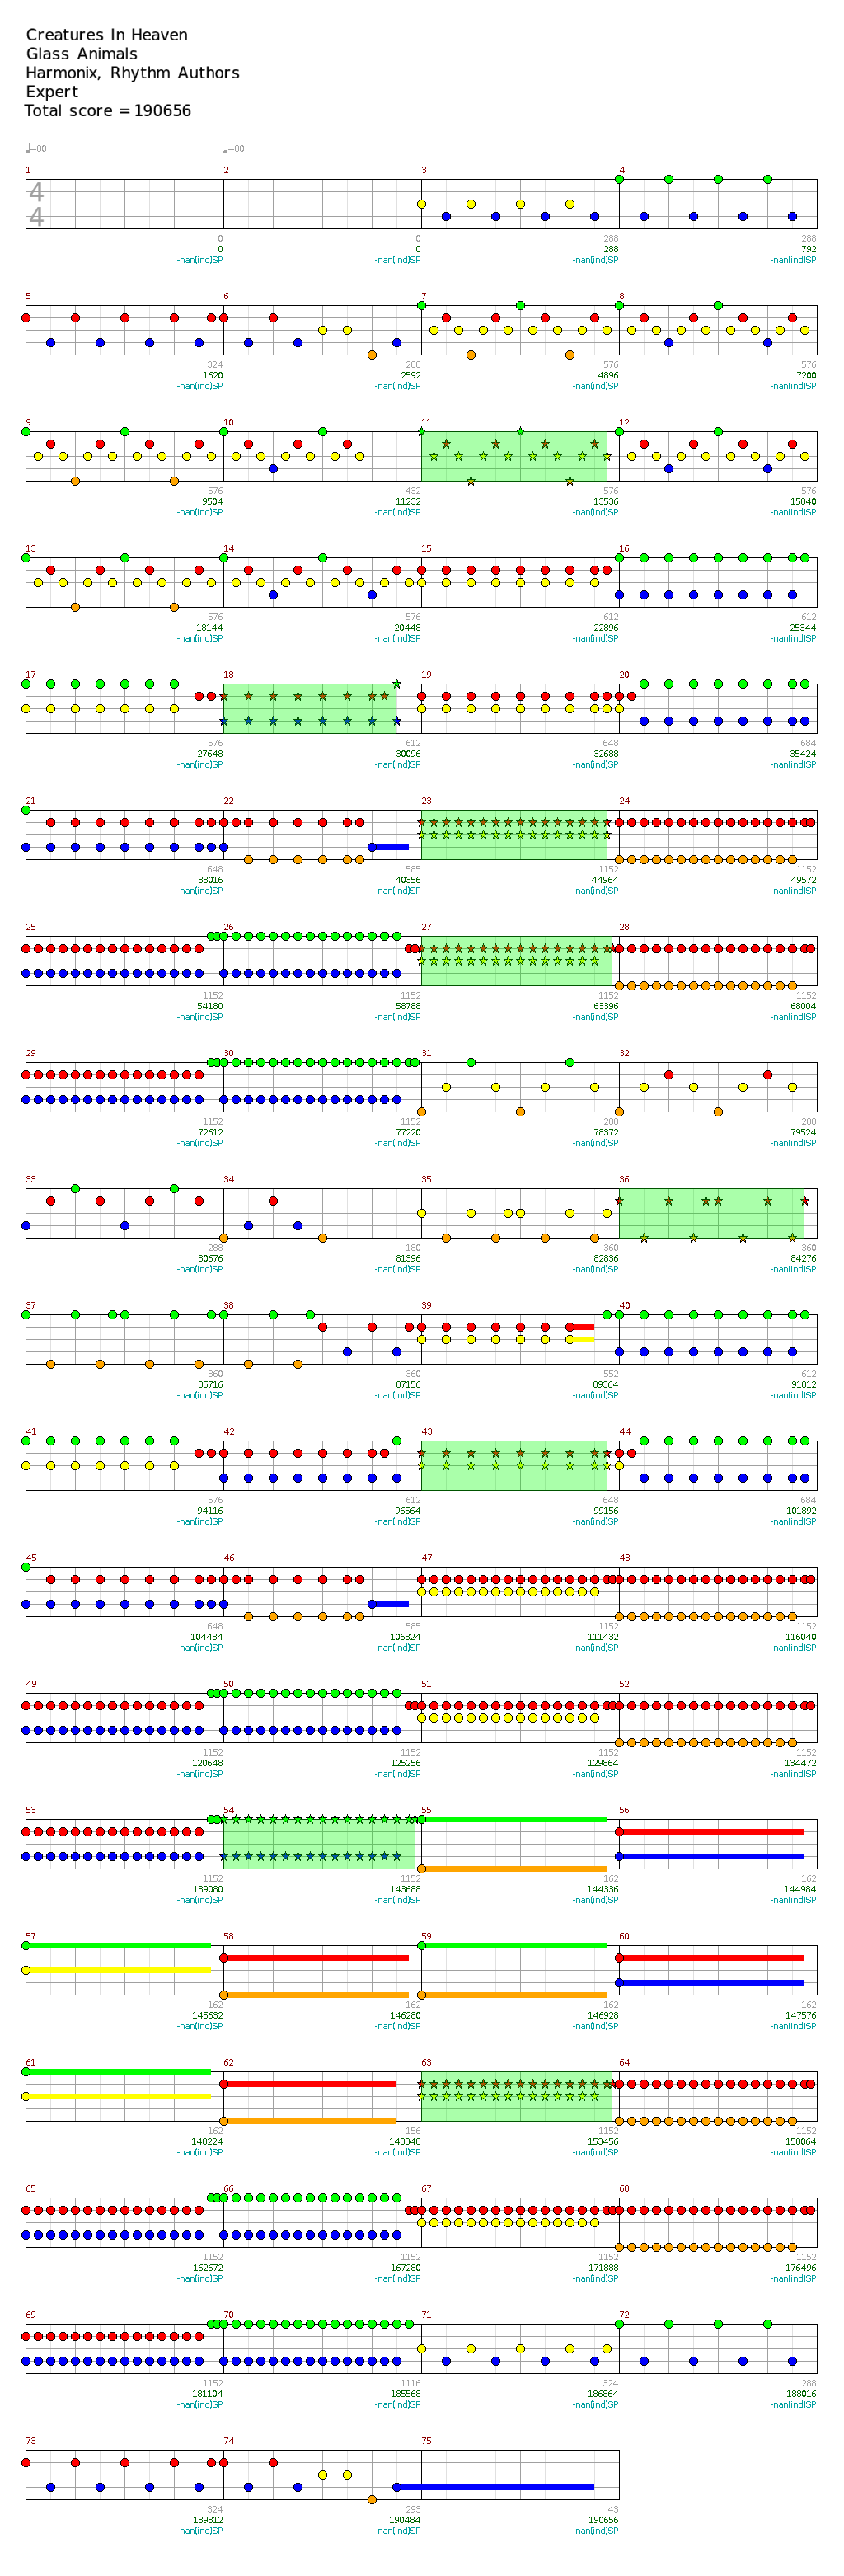 Creatures In Heaven
Glass Animals
Harmonix, Rhythm Authors
Expert
Total score = 190656
♩=80 ♩=80
1 2 3 4
4
4
0 0 288 288
0 0 288 792
-nan(ind)SP -nan(ind)SP -nan(ind)SP -nan(ind)SP
5 6 7 8
324 288 576 576
1620 2592 4896 7200
-nan(ind)SP -nan(ind)SP -nan(ind)SP -nan(ind)SP
9 10 11 12
576 432 576 576
9504 11232 13536 15840
-nan(ind)SP -nan(ind)SP -nan(ind)SP -nan(ind)SP
13 14 15 16
576 576 612 612
18144 20448 22896 25344
-nan(ind)SP -nan(ind)SP -nan(ind)SP -nan(ind)SP
17 18 19 20
576 612 648 684
27648 30096 32688 35424
-nan(ind)SP -nan(ind)SP -nan(ind)SP -nan(ind)SP
21 22 23 24
648 585 1152 1152
38016 40356 44964 49572
-nan(ind)SP -nan(ind)SP -nan(ind)SP -nan(ind)SP
25 26 27 28
1152 1152 1152 1152
54180 58788 63396 68004
-nan(ind)SP -nan(ind)SP -nan(ind)SP -nan(ind)SP
29 30 31 32
1152 1152 288 288
72612 77220 78372 79524
-nan(ind)SP -nan(ind)SP -nan(ind)SP -nan(ind)SP
33 34 35 36
288 180 360 360
80676 81396 82836 84276
-nan(ind)SP -nan(ind)SP -nan(ind)SP -nan(ind)SP
37 38 39 40
360 360 552 612
85716 87156 89364 91812
-nan(ind)SP -nan(ind)SP -nan(ind)SP -nan(ind)SP
41 42 43 44
576 612 648 684
94116 96564 99156 101892
-nan(ind)SP -nan(ind)SP -nan(ind)SP -nan(ind)SP
45 46 47 48
648 585 1152 1152
104484 106824 111432 116040
-nan(ind)SP -nan(ind)SP -nan(ind)SP -nan(ind)SP
49 50 51 52
1152 1152 1152 1152
120648 125256 129864 134472
-nan(ind)SP -nan(ind)SP -nan(ind)SP -nan(ind)SP
53 54 55 56
1152 1152 162 162
139080 143688 144336 144984
-nan(ind)SP -nan(ind)SP -nan(ind)SP -nan(ind)SP
57 58 59 60
162 162 162 162
145632 146280 146928 147576
-nan(ind)SP -nan(ind)SP -nan(ind)SP -nan(ind)SP
61 62 63 64
162 156 1152 1152
148224 148848 153456 158064
-nan(ind)SP -nan(ind)SP -nan(ind)SP -nan(ind)SP
65 66 67 68
1152 1152 1152 1152
162672 167280 171888 176496
-nan(ind)SP -nan(ind)SP -nan(ind)SP -nan(ind)SP
69 70 71 72
1152 1116 324 288
181104 185568 186864 188016
-nan(ind)SP -nan(ind)SP -nan(ind)SP -nan(ind)SP
73 74 75
324 293 43
189312 190484 190656
-nan(ind)SP -nan(ind)SP -nan(ind)SP